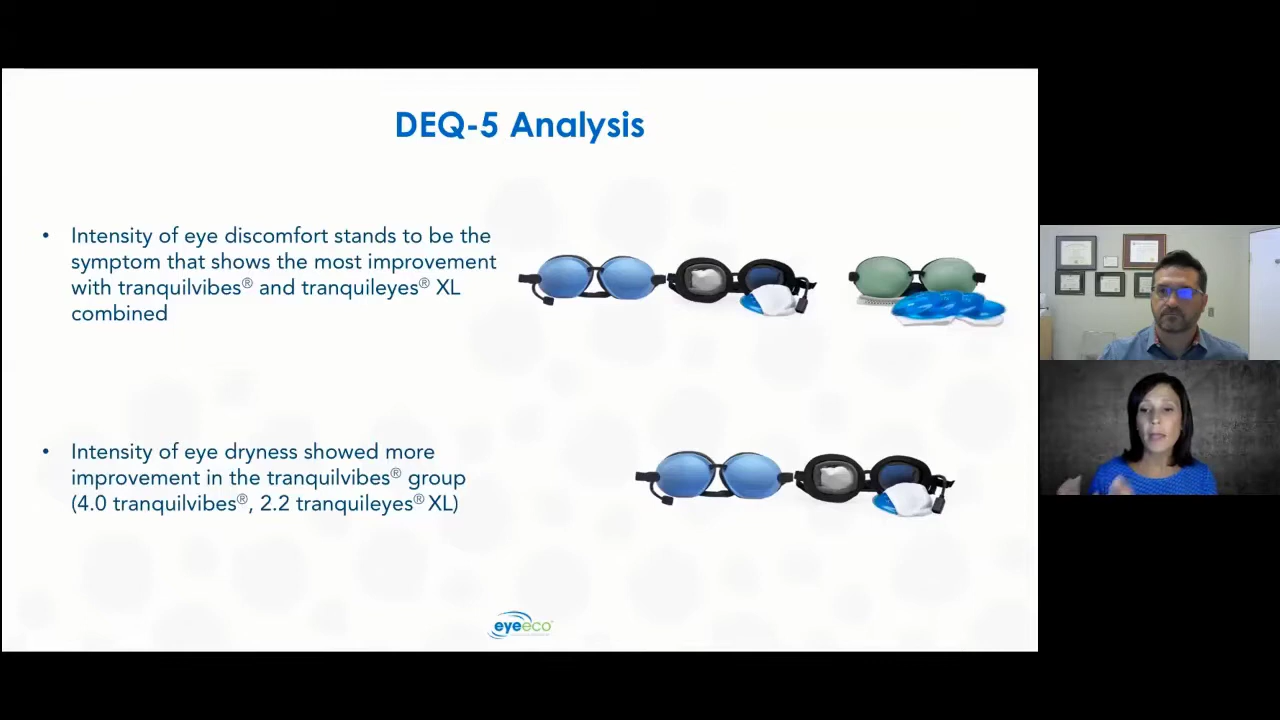 DEQ-5 Analysis
• Intensity of eye discomfort stands to be the
symptom that shows the most improvement
with tranquilvibes® and tranquileyes® XL
combined
• Intensity of eye dryness showed more
improvement in the tranquilvibes® group
(4.0 tranquilvibes®, 2.2 tranquileyes® XL)
eyeeco